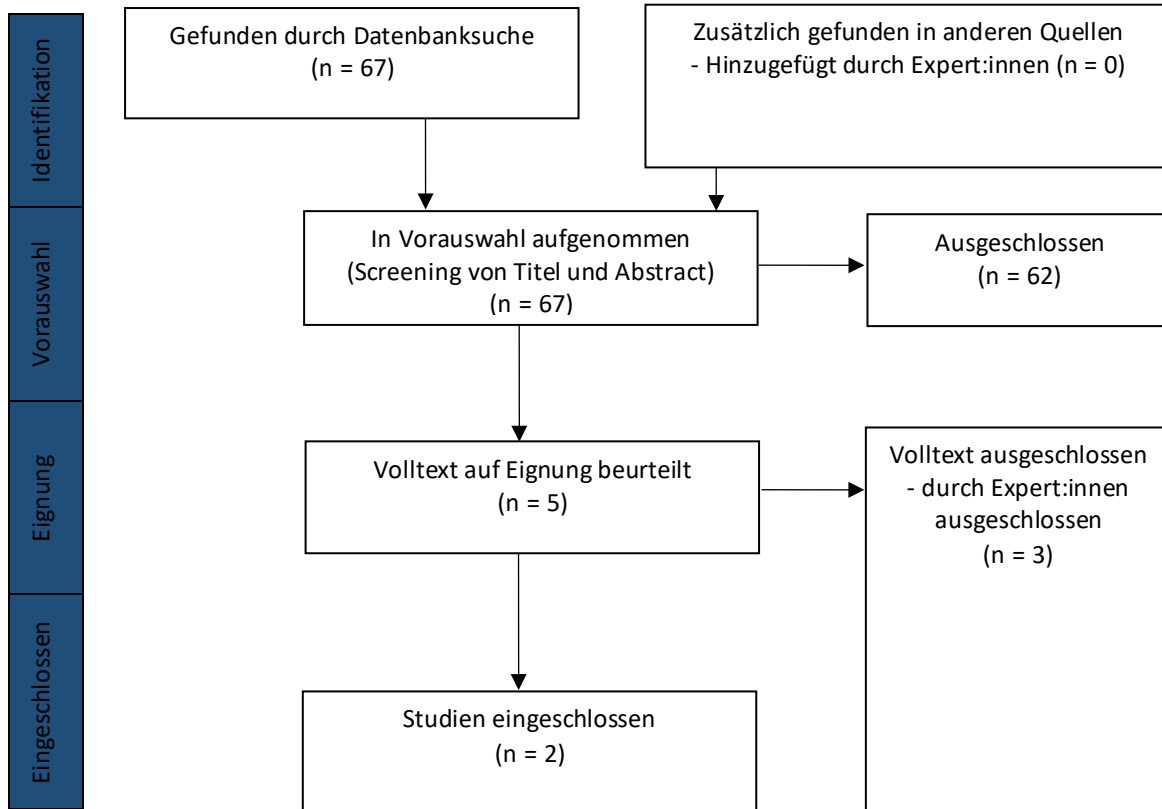 Identifikation
Gefunden durch Datenbanksuche
(n = 67)
Zusätzlich gefunden in anderen Quellen
- Hinzugefügt durch Expert:innen (n = 0)
Vorauswahl
In Vorauswahl aufgenommen
(Screening von Titel und Abstract)
(n = 67)
Ausgeschlossen
(n = 62)
Eignung
Volltext auf Eignung beurteilt
(n = 5)
Volltext ausgeschlossen
- durch Expert:innen
ausgeschlossen
(n = 3)
Eingeschlossen
Studien eingeschlossen
(n = 2)